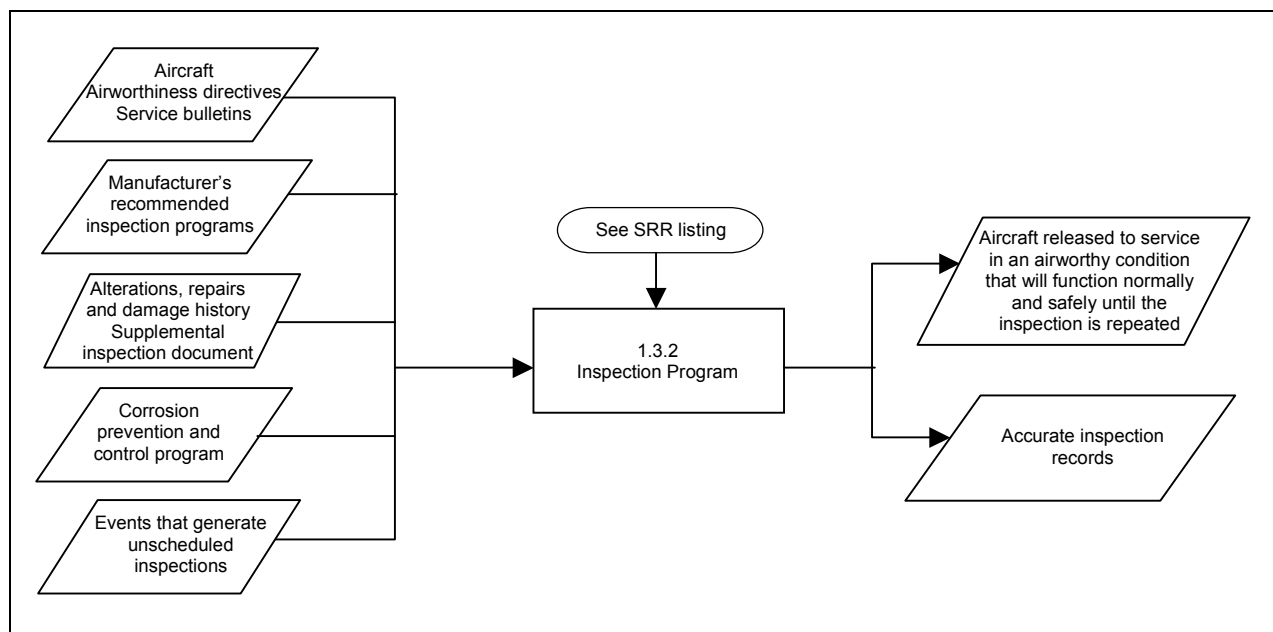 Aircraft
Airworthiness directives
Service bulletins
Manufacturer’s
recommended
inspection programs
Alterations, repairs
and damage history
Supplemental
inspection document
Corrosion
prevention and
control program
Events that generate
unscheduled
inspections
See SRR listing
1.3.2
Inspection Program
Aircraft released to service
in an airworthy condition
that will function normally
and safely until the
inspection is repeated
Accurate inspection
records